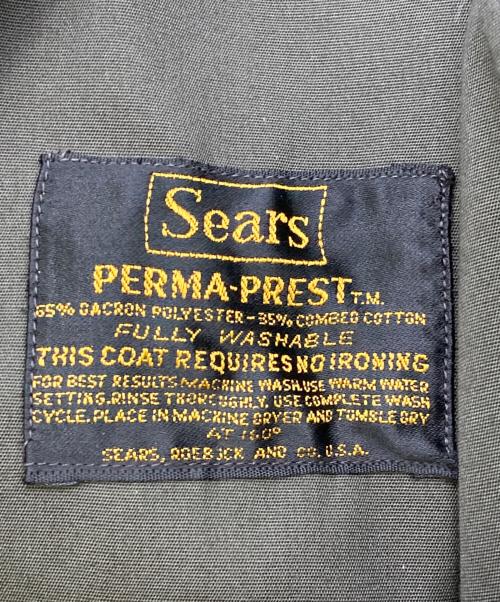 Sears
PERMA-PREST T.M.
65% DACRON POLYESTER - 35% COMBED COTTON
FULLY WASHABLE
THIS COAT REQUIRES NO IRONING
FOR BEST RESULTS MACHINE WASH.USE WARM WATER
SETTING.RINSE THOROUGHLY. USE COMPLETE WASH
CYCLE.PLACE IN MACHINE DRYER AND TUMBLE DRY
AT 160°
SEARS, ROEBUCK AND CO. U.S.A.